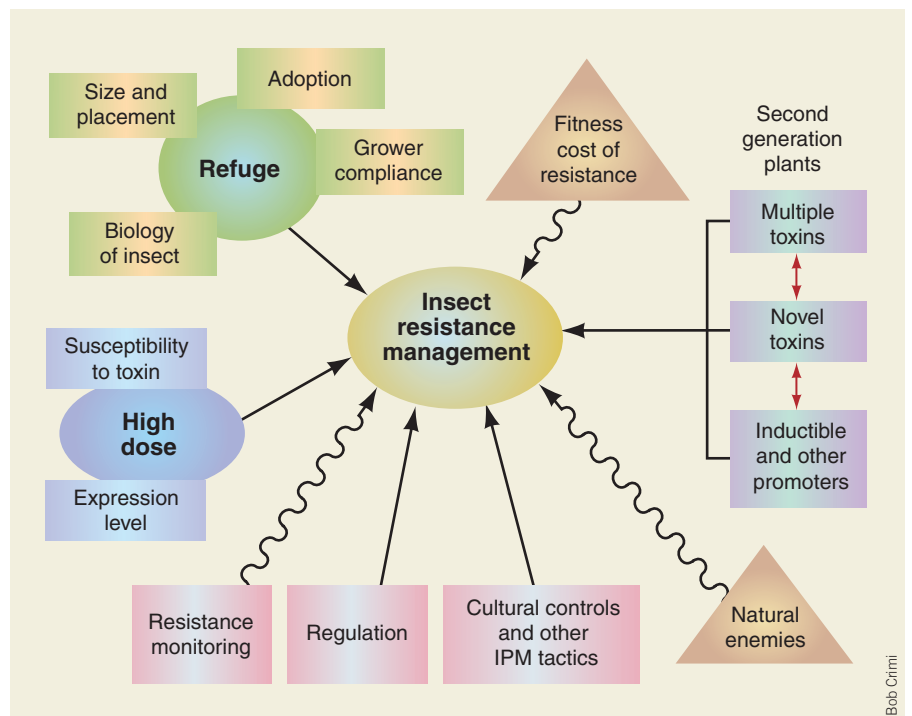 Size and
placement
Adoption
Refuge
Grower
compliance
Biology
of insect
Fitness
cost of
resistance
Second
generation
plants
Multiple
toxins
Novel
toxins
Inductible
and other
promoters
Insect
resistance
management
Susceptibility
to toxin
High
dose
Expression
level
Resistance
monitoring
Regulation
Cultural controls
and other
IPM tactics
Natural
enemies
Bob Crimi